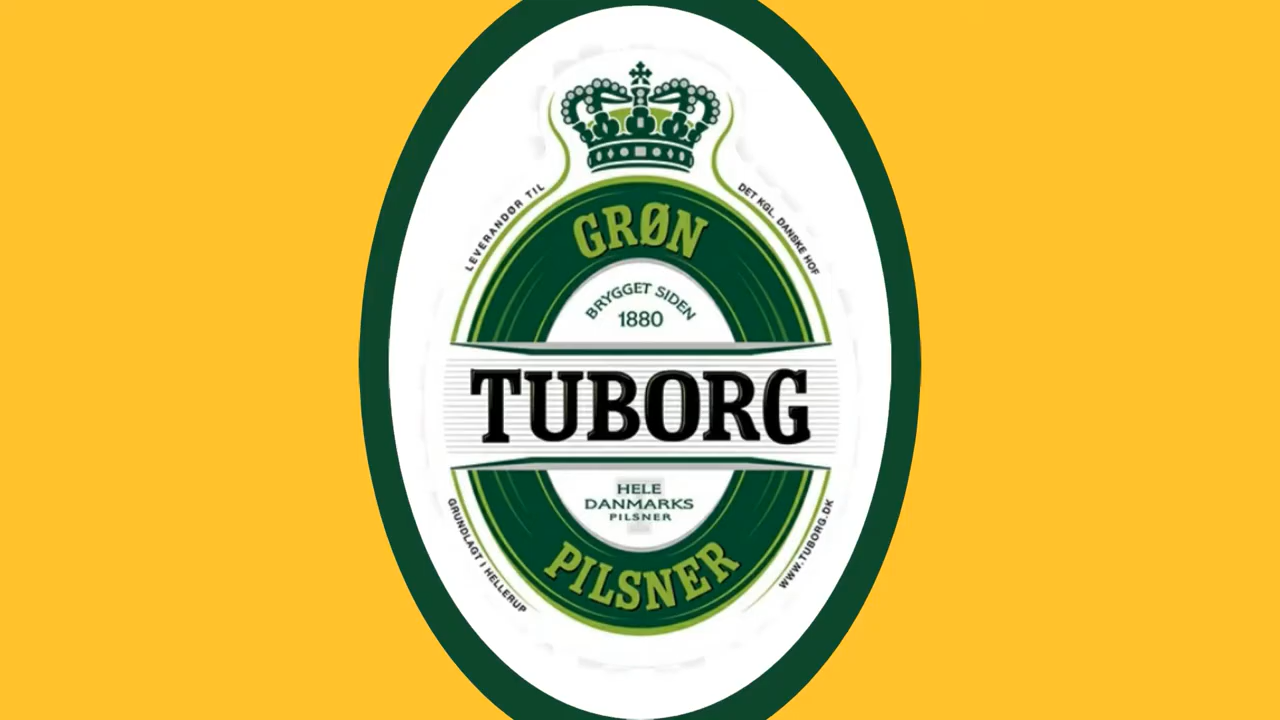 LEVERANDØR TIL
DET KGL. DANSKE HOF
GRØN
BRYGGET SIDEN
1880
TUBORG
HELE
DANMARKS
PILSNER
PILSNER
GRUNDLAGT I HELLERUP
WWW.TUBORG.DK